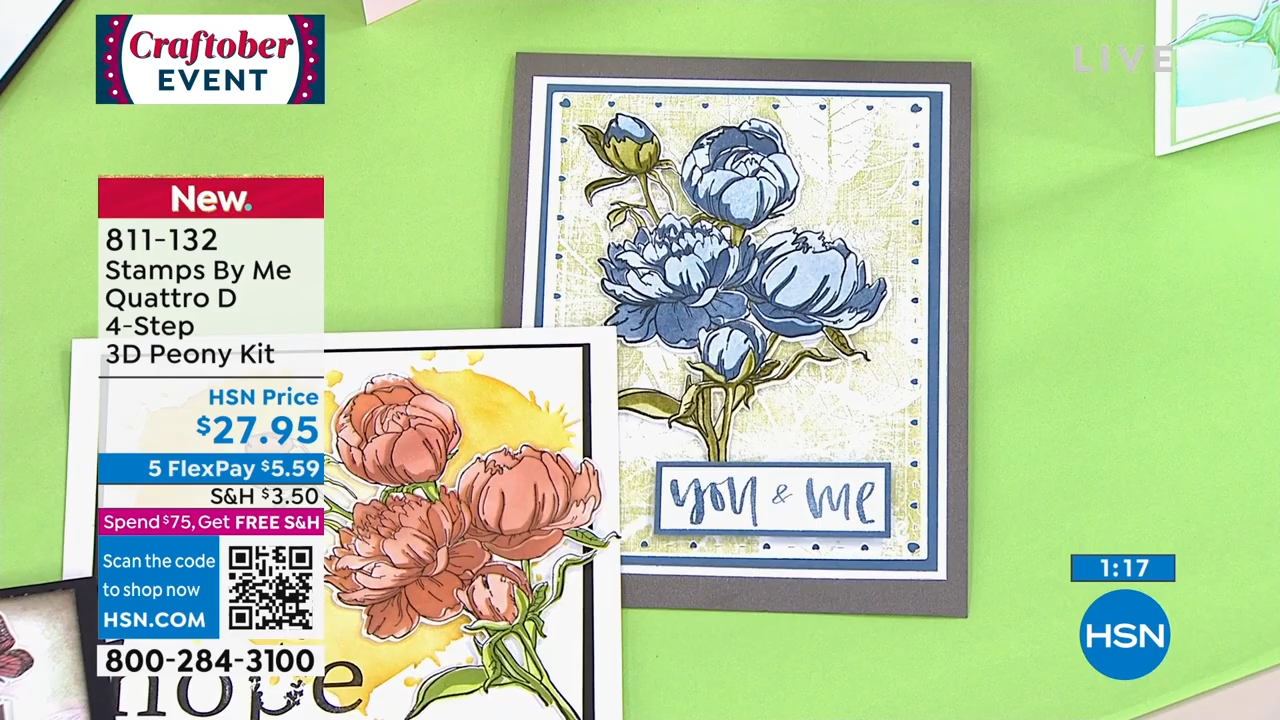 Craftober
EVENT
LIVE
New.
811-132
Stamps By Me
Quattro D
4-Step
3D Peony Kit
HSN Price
$27.95
5 FlexPay $5.59
S&H $3.50
Spend $75, Get FREE S&H
Scan the code
to shop now
HSN.COM
800-284-3100
you & me
hope
1:17
HSN